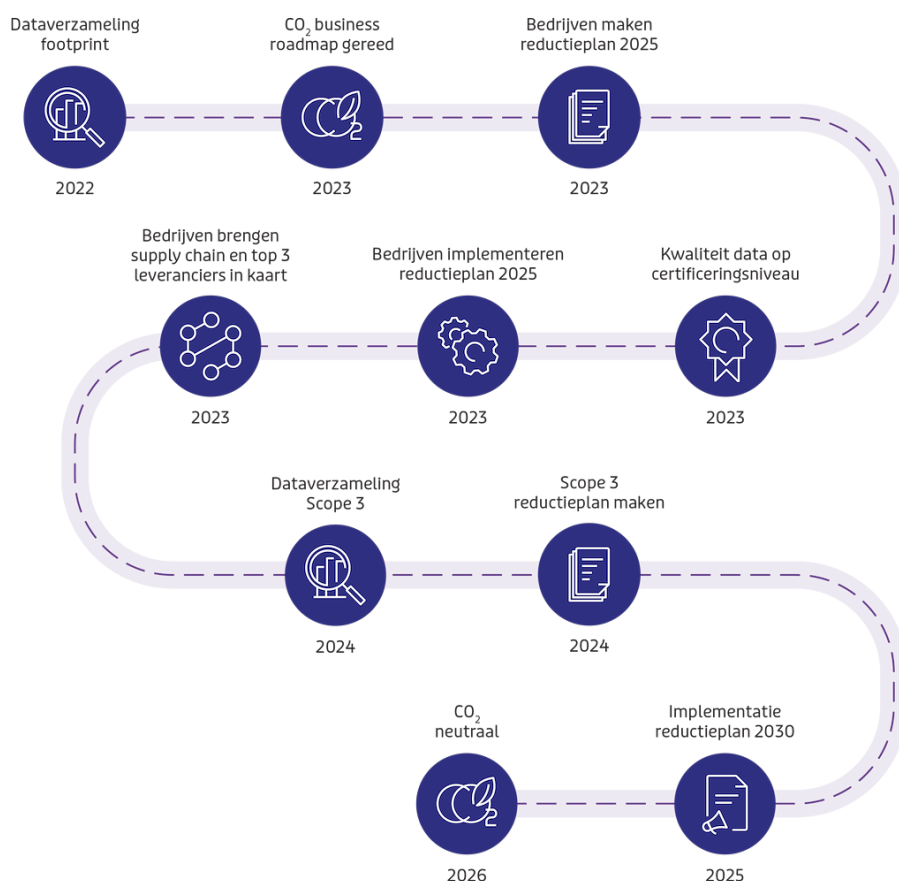 Dataverzameling
footprint
2022
CO₂ business
roadmap gereed
2023
Bedrijven maken
reductieplan 2025
2023
Kwaliteit data op
certificeringsniveau
2023
Bedrijven implementeren
reductieplan 2025
2023
Bedrijven brengen
supply chain en top 3
leveranciers in kaart
2023
Dataverzameling
Scope 3
2024
Scope 3
reductieplan maken
2024
Implementatie
reductieplan 2030
2025
CO₂
neutraal
2026